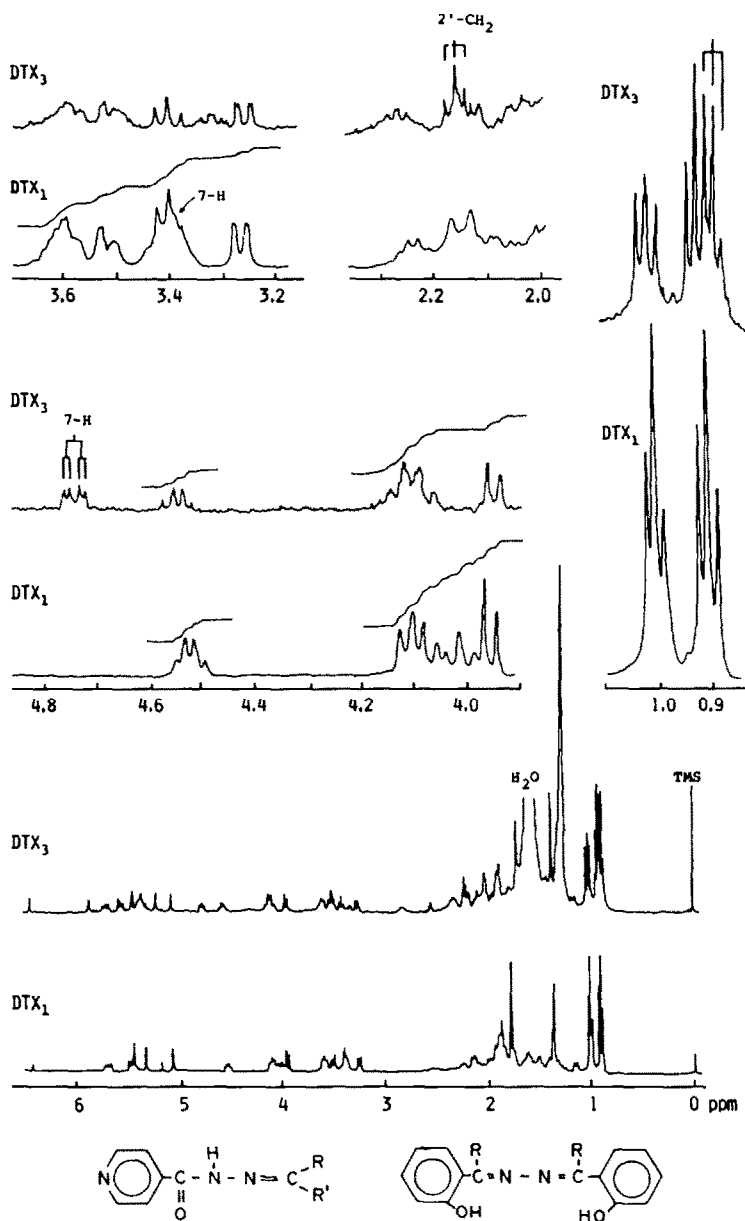 2'-CH₂
DTX₃
DTX₃
DTX₁
7-H
3.6 3.4 3.2
2.2 2.0
DTX₃
7-H
DTX₁
DTX₁
4.8 4.6 4.4 4.2 4.0
1.0 0.9
H₂O
TMS
DTX₃
DTX₁
6 5 4 3 2 1 0 ppm
H
R
N C N N C
O
R'
R R
C N N C
OH
HO